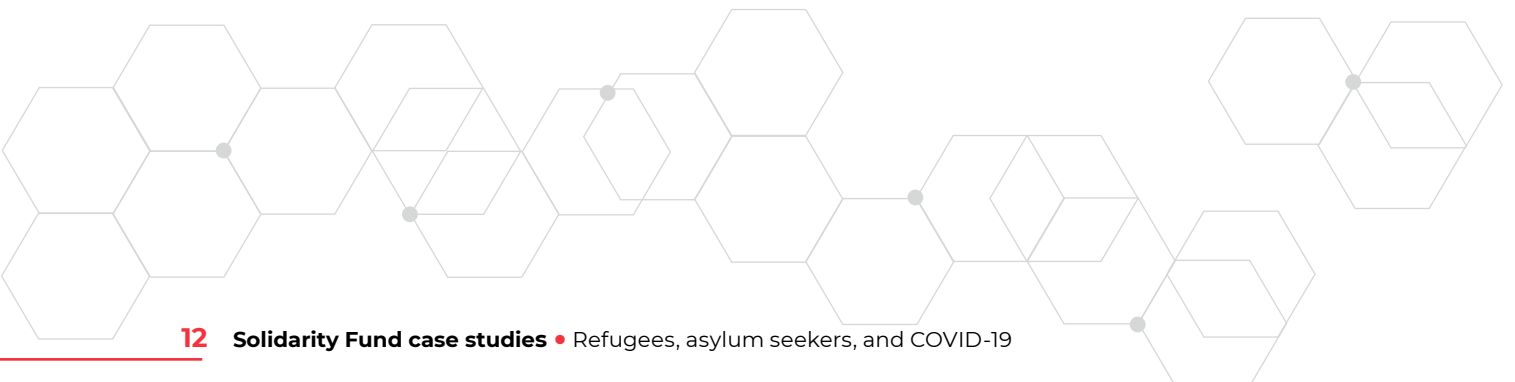 12 Solidarity Fund case studies • Refugees, asylum seekers, and COVID-19